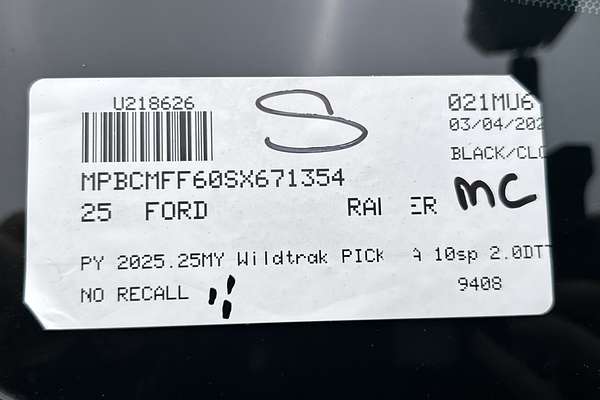 U218626
S
021MU6
03/04/202
BLACK/CLO
MPBCMFF60SX671354
MC
25 FORD RAI ER
PY 2025.25MY Wildtrak PICK A 10sp 2.0DTT
NO RECALL
9408